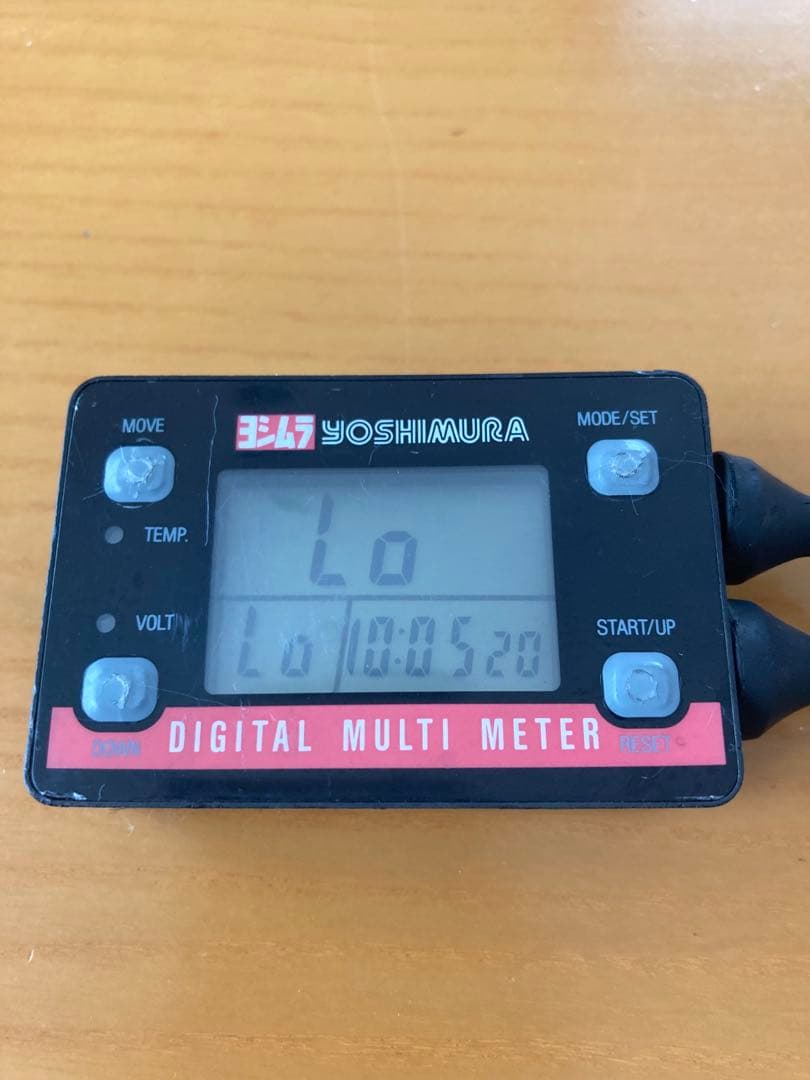 MOVE
ヨシムラ YOSHIMURA
MODE/SET
TEMP.
Lo
VOLT
START/UP
Lo 10:05 20
DOWN
DIGITAL MULTI METER
RESET